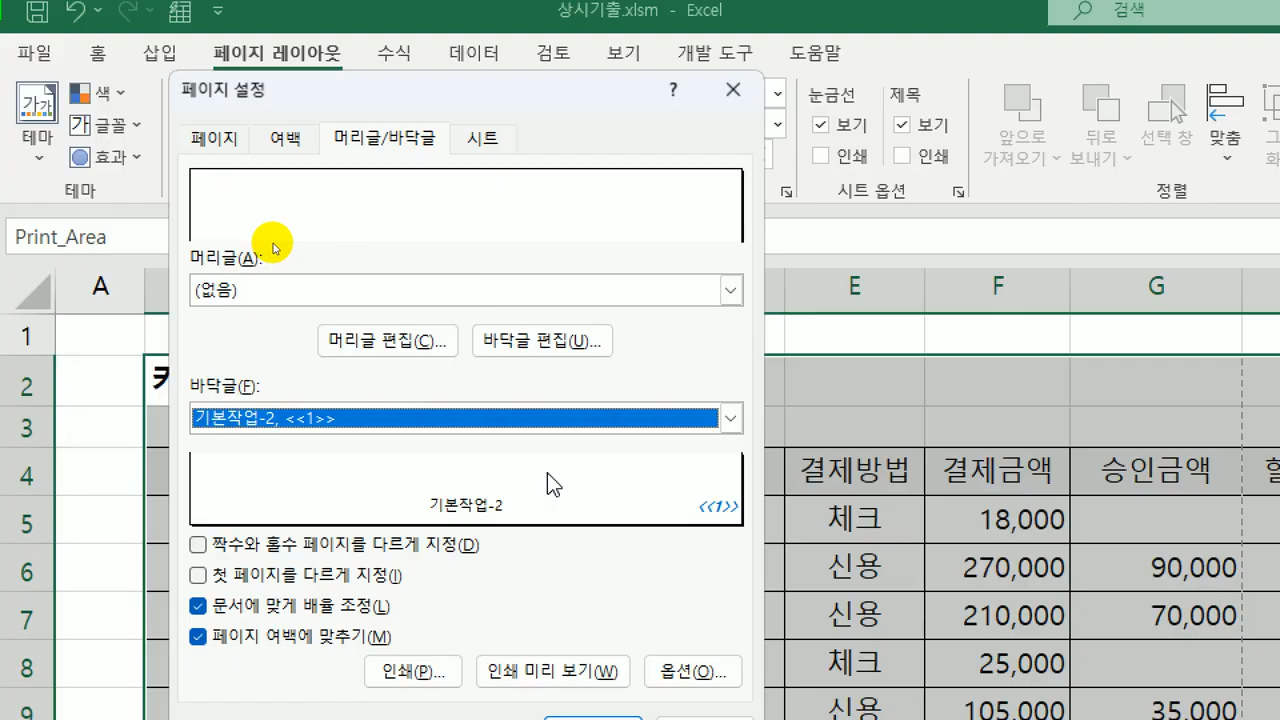 상시기출.xlsm - Excel
검색
파일 홈 삽입 페이지 레이아웃 수식 데이터 검토 보기 개발 도구 도움말
가가
테마
색
글꼴
효과
테마
페이지 설정
?
눈금선 제목
보기 보기
인쇄 인쇄
시트 옵션
앞으로 가져오기
뒤로 보내기
선택 창
맞춤
정렬
페이지 여백 머리글/바닥글 시트
Print_Area
머리글(A):
(없음)
머리글 편집(C)... 바닥글 편집(U)...
바닥글(F):
기본작업-2, <<1>>
기본작업-2 <<1>>
짝수와 홀수 페이지를 다르게 지정(D)
첫 페이지를 다르게 지정(I)
문서에 맞게 배율 조정(L)
페이지 여백에 맞추기(M)
인쇄(P)... 인쇄 미리 보기(W) 옵션(O)...
A E F G
1
2
3
4 결제방법 결제금액 승인금액
5 체크 18,000
6 신용 270,000 90,000
7 신용 210,000 70,000
8 체크 25,000
9 신용 105,000 35,000